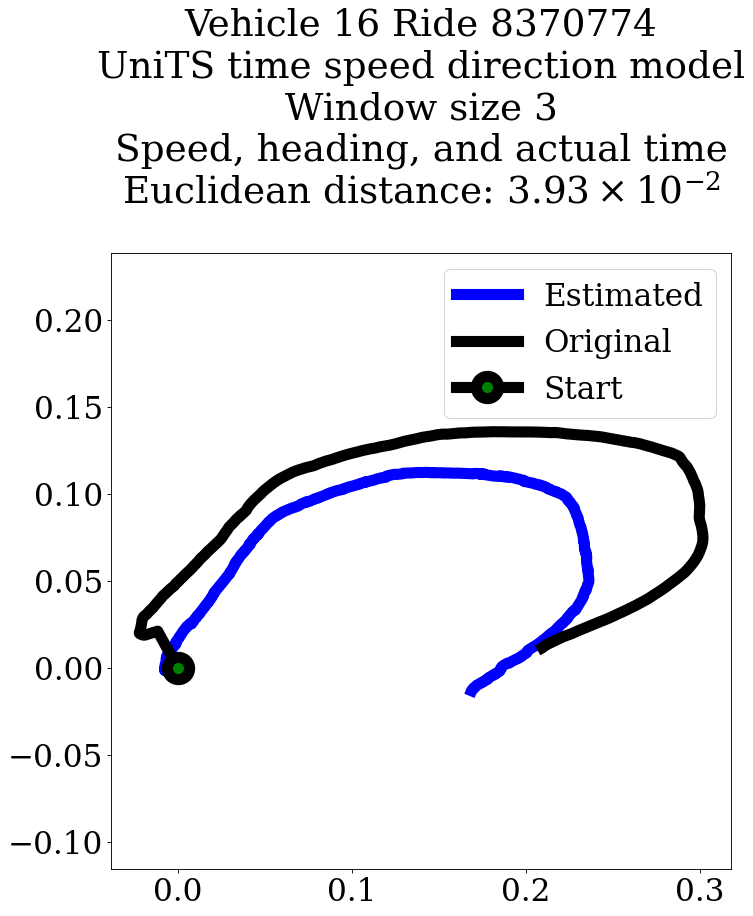 Vehicle 16 Ride 8370774
UniTS time speed direction model
Window size 3
Speed, heading, and actual time
Euclidean distance: 3.93 × 10⁻²
Estimated
Original
Start
0.20
0.15
0.10
0.05
0.00
−0.05
−0.10
0.0 0.1 0.2 0.3